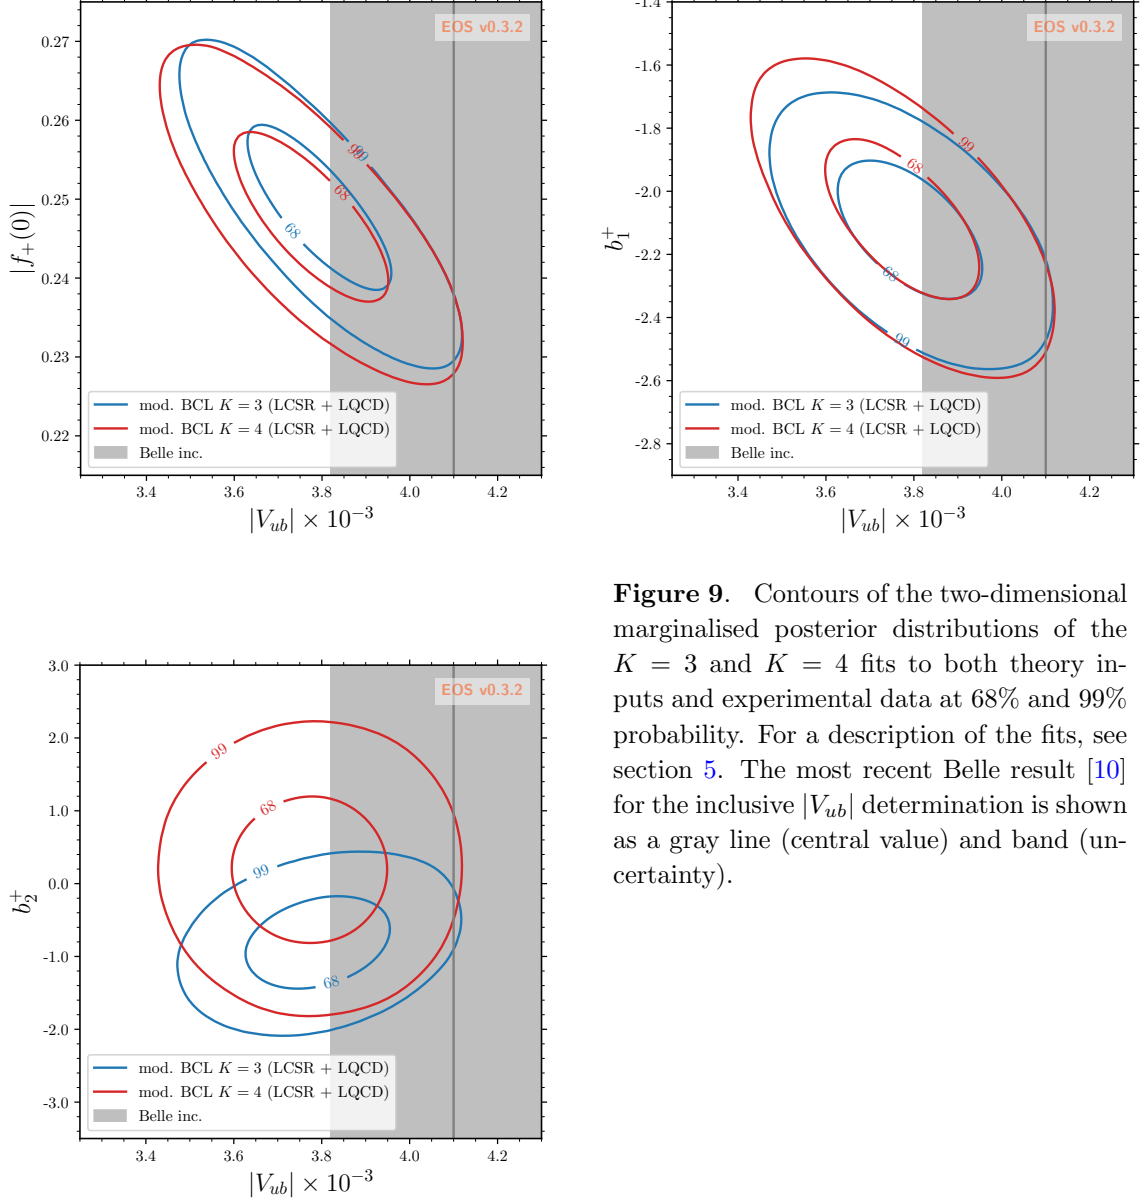 EOS v0.3.2
0.27
0.26
0.25
0.24
0.23
0.22
|f₊(0)|
99
99
68
68
mod. BCL K = 3 (LCSR + LQCD)
mod. BCL K = 4 (LCSR + LQCD)
Belle inc.
3.4 3.6 3.8 4.0 4.2
|V_{ub}| × 10⁻³
-1.4
EOS v0.3.2
-1.6
-1.8
-2.0
-2.2
-2.4
-2.6
-2.8
b₁⁺
99
68
68
99
mod. BCL K = 3 (LCSR + LQCD)
mod. BCL K = 4 (LCSR + LQCD)
Belle inc.
3.4 3.6 3.8 4.0 4.2
|V_{ub}| × 10⁻³
Figure 9. Contours of the two-dimensional
marginalised posterior distributions of the
K = 3 and K = 4 fits to both theory in-
puts and experimental data at 68% and 99%
probability. For a description of the fits, see
section 5. The most recent Belle result [10]
for the inclusive |V_{ub}| determination is shown
as a gray line (central value) and band (un-
certainty).
3.0
EOS v0.3.2
2.0
1.0
0.0
-1.0
-2.0
-3.0
b₂⁺
99
68
99
68
mod. BCL K = 3 (LCSR + LQCD)
mod. BCL K = 4 (LCSR + LQCD)
Belle inc.
3.4 3.6 3.8 4.0 4.2
|V_{ub}| × 10⁻³